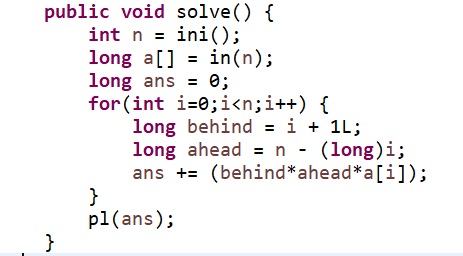 public void solve() {
    int n = ini();
    long a[] = in(n);
    long ans = 0;
    for(int i=0;i<n;i++) {
        long behind = i + 1L;
        long ahead = n - (long)i;
        ans += (behind*ahead*a[i]);
    }
    pl(ans);
}